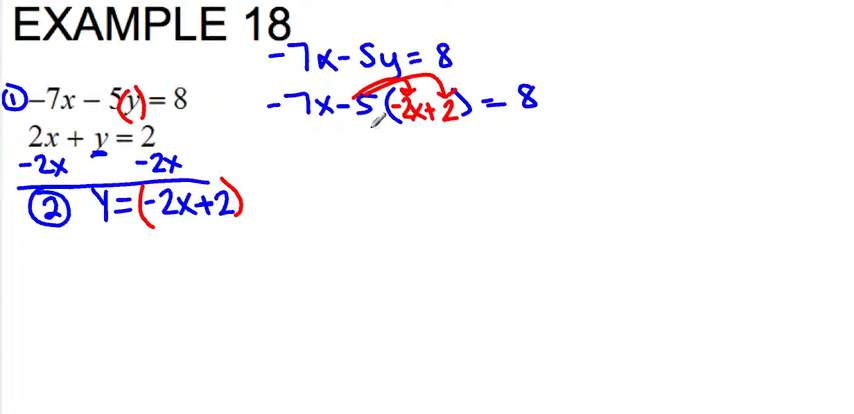 EXAMPLE 18
-7x - 5y = 8
① -7x - 5(y) = 8
-7x - 5(-2x + 2) = 8
2x + y = 2
-2x -2x
② y = (-2x + 2)